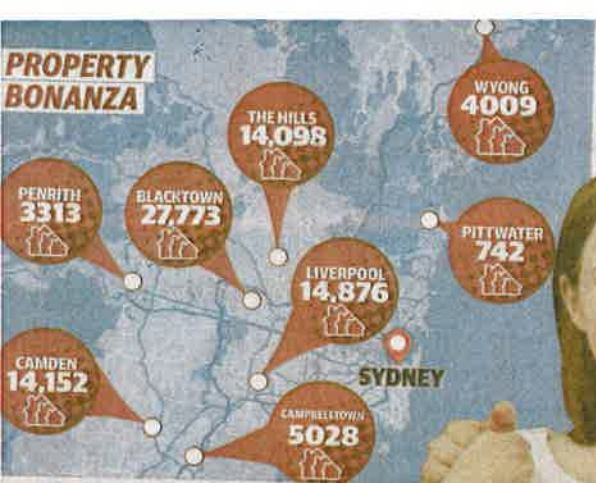 PROPERTY
BONANZA
WYONG
4009
THE HILLS
14,098
PENRITH
3313
BLACKTOWN
27,773
PITTWATER
742
LIVERPOOL
14,876
SYDNEY
CAMDEN
14,152
CAMPBELLTOWN
5028